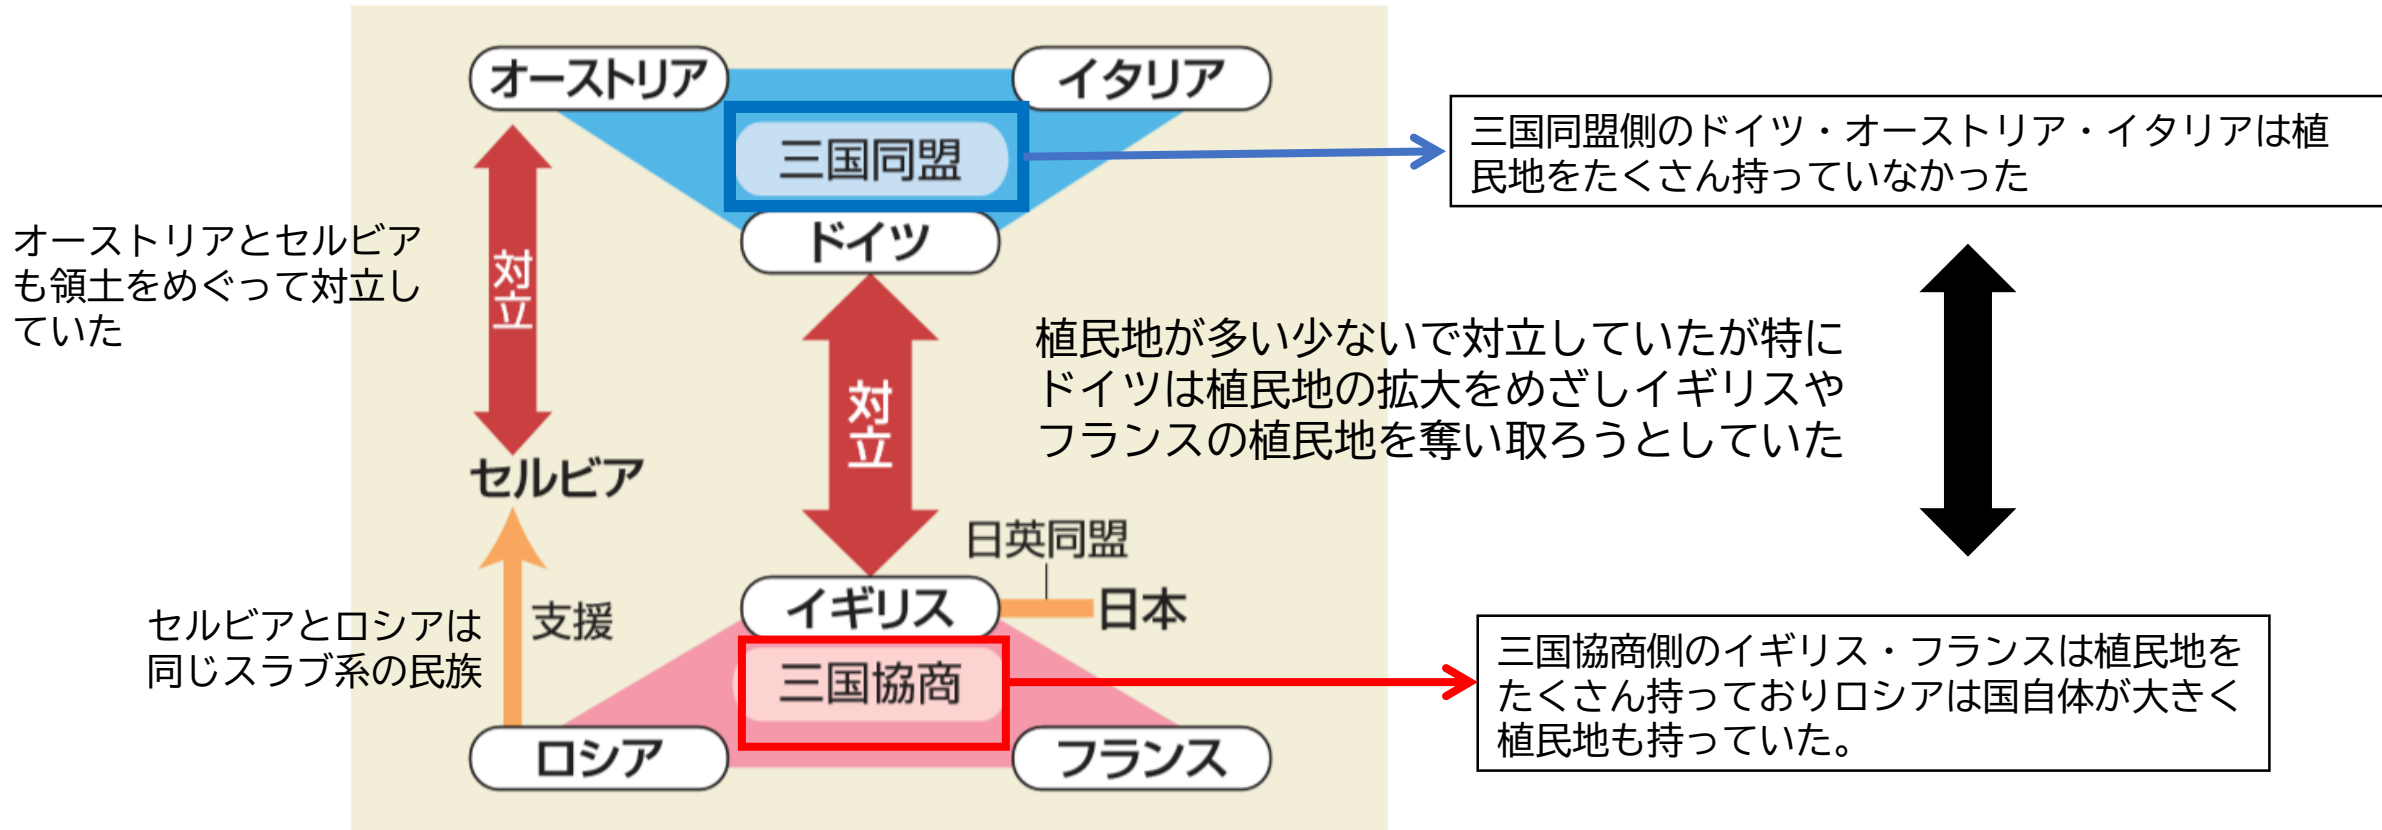 オーストリア
イタリア
三国同盟
ドイツ
三国同盟側のドイツ・オーストリア・イタリアは植
民地をたくさん持っていなかった
オーストリアとセルビア
も領土をめぐって対立し
ていた
対立
対立
植民地が多い少ないで対立していたが特に
ドイツは植民地の拡大をめざしイギリスや
フランスの植民地を奪い取ろうとしていた
セルビア
日英同盟
イギリス
日本
支援
セルビアとロシアは
同じスラブ系の民族
三国協商
三国協商側のイギリス・フランスは植民地を
たくさん持っておりロシアは国自体が大きく
植民地も持っていた。
ロシア
フランス